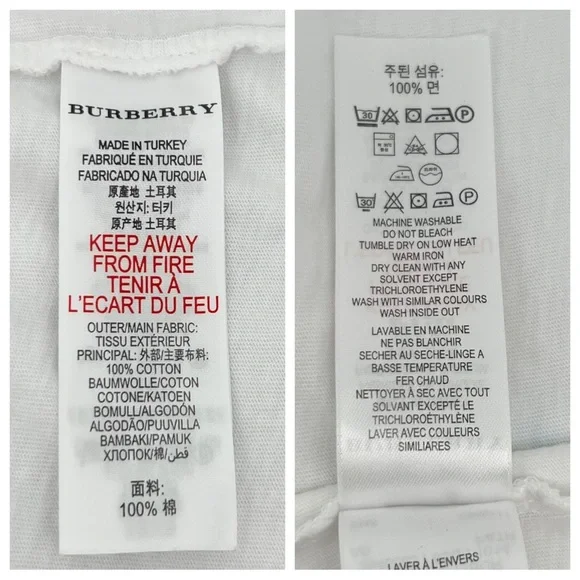 BURBERRY
MADE IN TURKEY
FABRIQUÉ EN TURQUIE
FABRICADO NA TURQUIA
原産地 土耳其
원산지: 터키
原产地 土耳其
KEEP AWAY
FROM FIRE
TENIR À
L'ECART DU FEU
OUTER/MAIN FABRIC:
TISSU EXTÉRIEUR
PRINCIPAL: 外部/主要布料:
100% COTTON
BAUMWOLLE/COTON
COTONE/KATOEN
BOMULL/ALGODÓN
ALGODÃO/PUUVILLA
BAMBAKI/PAMUK
ХЛОПОК/棉/قطن
面料:
100% 棉
주된 섬유:
100% 면
30 P
30 P
MACHINE WASHABLE
DO NOT BLEACH
TUMBLE DRY ON LOW HEAT
WARM IRON
DRY CLEAN WITH ANY
SOLVENT EXCEPT
TRICHLOROETHYLENE
WASH WITH SIMILAR COLOURS
WASH INSIDE OUT
LAVABLE EN MACHINE
NE PAS BLANCHIR
SECHER AU SECHE-LINGE A
BASSE TEMPERATURE
FER CHAUD
NETTOYER À SEC AVEC TOUT
SOLVANT EXCEPTÉ LE
TRICHLOROÉTHYLÈNE
LAVER AVEC COULEURS
SIMILIARES
LAVER À L'ENVERS